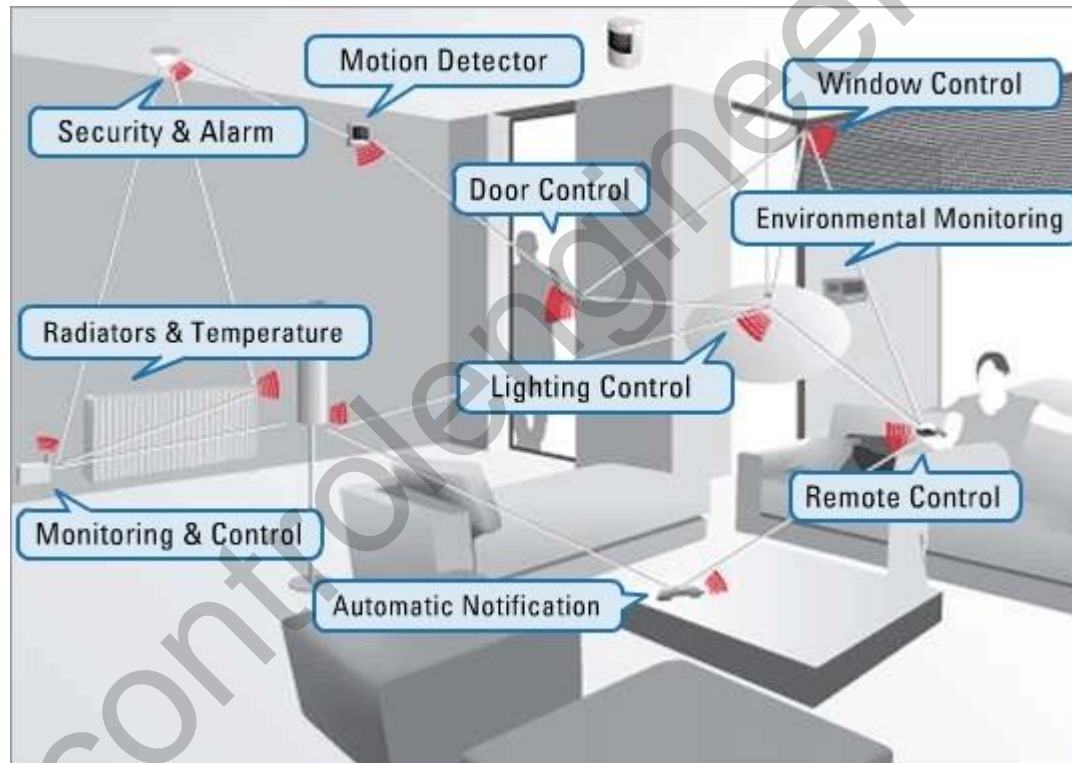 Motion Detector
Window Control
Security & Alarm
Door Control
Environmental Monitoring
Radiators & Temperature
Lighting Control
Remote Control
Monitoring & Control
Automatic Notification
controlengineer